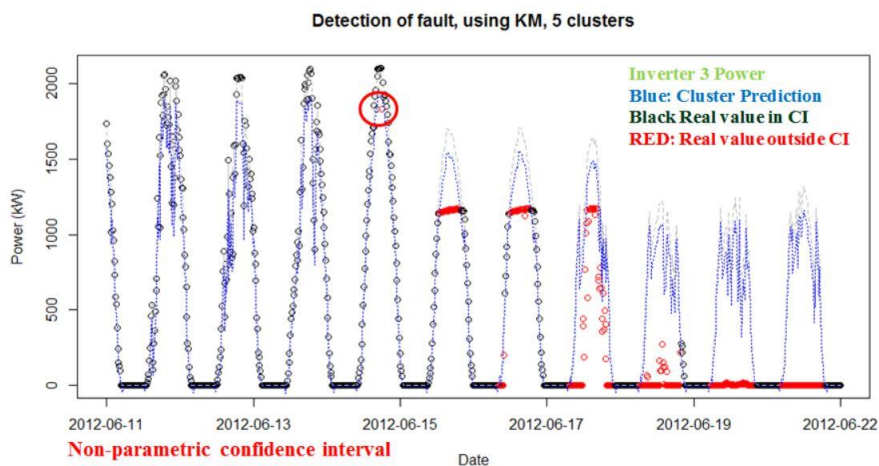 Detection of fault, using KM, 5 clusters
Inverter 3 Power
Blue: Cluster Prediction
Black Real value in CI
RED: Real value outside CI
Power (kW)
2000
1500
1000
500
0
2012-06-11
2012-06-13
2012-06-15
2012-06-17
2012-06-19
2012-06-22
Non-parametric confidence interval
Date